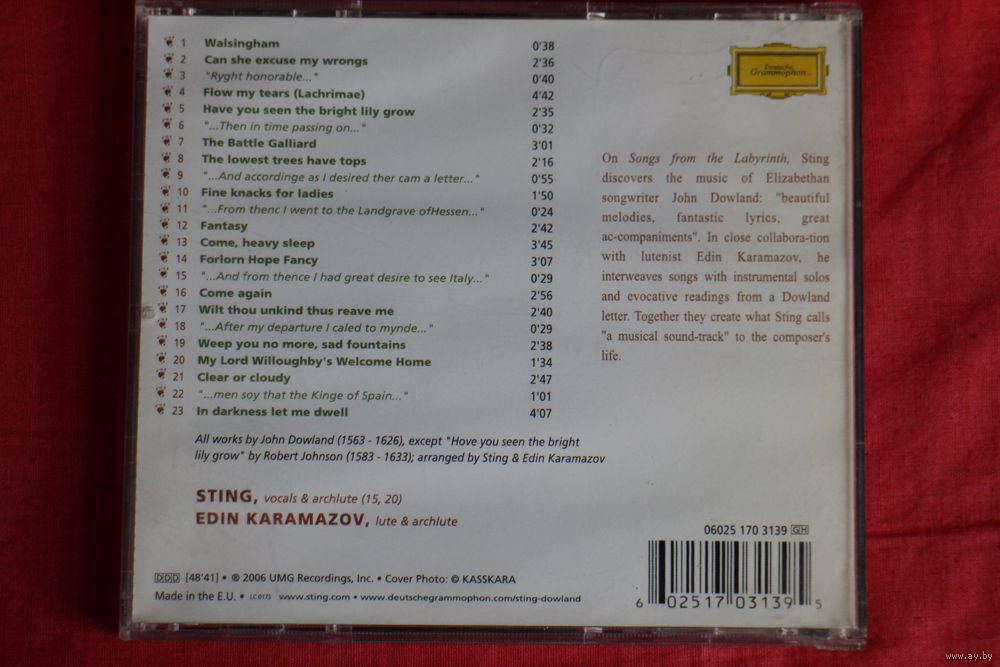 1 Walsingham 0'38
2 Can she excuse my wrongs 2'36
3 "Ryght honorable..." 0'40
4 Flow my tears (Lachrimae) 4'42
5 Have you seen the bright lily grow 2'35
6 "...Then in time passing on..." 0'32
7 The Battle Galliard 3'01
8 The lowest trees have tops 2'16
9 "...And accordinge as I desired ther cam a letter..." 0'55
10 Fine knacks for ladies 1'50
11 "...From thenc I went to the Landgrave ofHessen..." 0'24
12 Fantasy 2'42
13 Come, heavy sleep 3'45
14 Forlorn Hope Fancy 3'07
15 "...And from thence I had great desire to see Italy..." 0'29
16 Come again 2'56
17 Wilt thou unkind thus reave me 2'40
18 "...After my departure I caled to mynde..." 0'29
19 Weep you no more, sad fountains 2'38
20 My Lord Willoughby's Welcome Home 1'34
21 Clear or cloudy 2'47
22 "...men soy that the Kinge of Spain..." 1'01
23 In darkness let me dwell 4'07
All works by John Dowland (1563 - 1626), except "Hove you seen the bright
lily grow" by Robert Johnson (1583 - 1633); arranged by Sting & Edin Karamazov
STING, vocals & archlute (15, 20)
EDIN KARAMAZOV, lute & archlute
DDD [48'41] • ℗ 2006 UMG Recordings, Inc. • Cover Photo: © KASSKARA
Made in the E.U. • LC 0173 www.sting.com • www.deutschegrammophon.com/sting-dowland
Deutsche
Grammophon
On Songs from the Labyrinth, Sting
discovers the music of Elizabethan
songwriter John Dowland: "beautiful
melodies, fantastic lyrics, great
ac-companiments". In close collabora-tion
with lutenist Edin Karamazov, he
interweaves songs with instrumental solos
and evocative readings from a Dowland
letter. Together they create what Sting calls
"a musical sound-track" to the composer's
life.
06025 170 3139 GH
6 02517 03139 5
www.ay.by